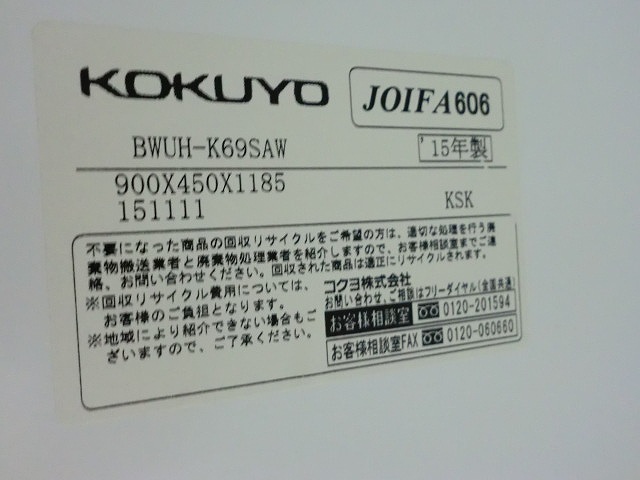 KOKUYO
JOIFA606
BWUH-K69SAW
'15年製
900X450X1185
151111
KSK
不要になった商品の回収リサイクルをご希望の方は、適切な処理を行う廃
棄物搬送業者と廃棄物処理業者を紹介しますので、お客様相談室までご連
絡、お問い合わせください。回収された商品は適正にリサイクルされます。
※回収リサイクル費用については、
お客様のご負担となります。
※地域により紹介できない場合もご
ざいますので、ご了承ください。
コクヨ株式会社
お問い合わせ、ご相談はフリーダイヤル(全国共通)
お客様相談室 0120-201594
お客様相談室FAX 0120-060660